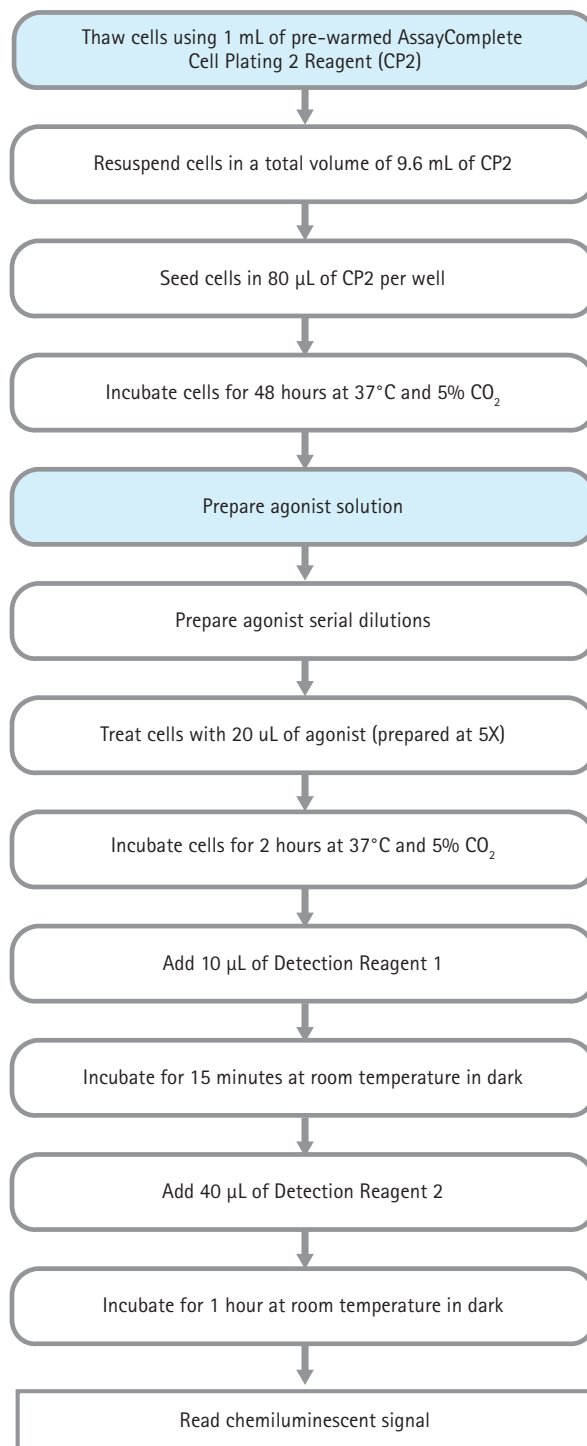 Thaw cells using 1 mL of pre-warmed AssayComplete
Cell Plating 2 Reagent (CP2)
Resuspend cells in a total volume of 9.6 mL of CP2
Seed cells in 80 µL of CP2 per well
Incubate cells for 48 hours at 37°C and 5% CO₂
Prepare agonist solution
Prepare agonist serial dilutions
Treat cells with 20 uL of agonist (prepared at 5X)
Incubate cells for 2 hours at 37°C and 5% CO₂
Add 10 µL of Detection Reagent 1
Incubate for 15 minutes at room temperature in dark
Add 40 µL of Detection Reagent 2
Incubate for 1 hour at room temperature in dark
Read chemiluminescent signal